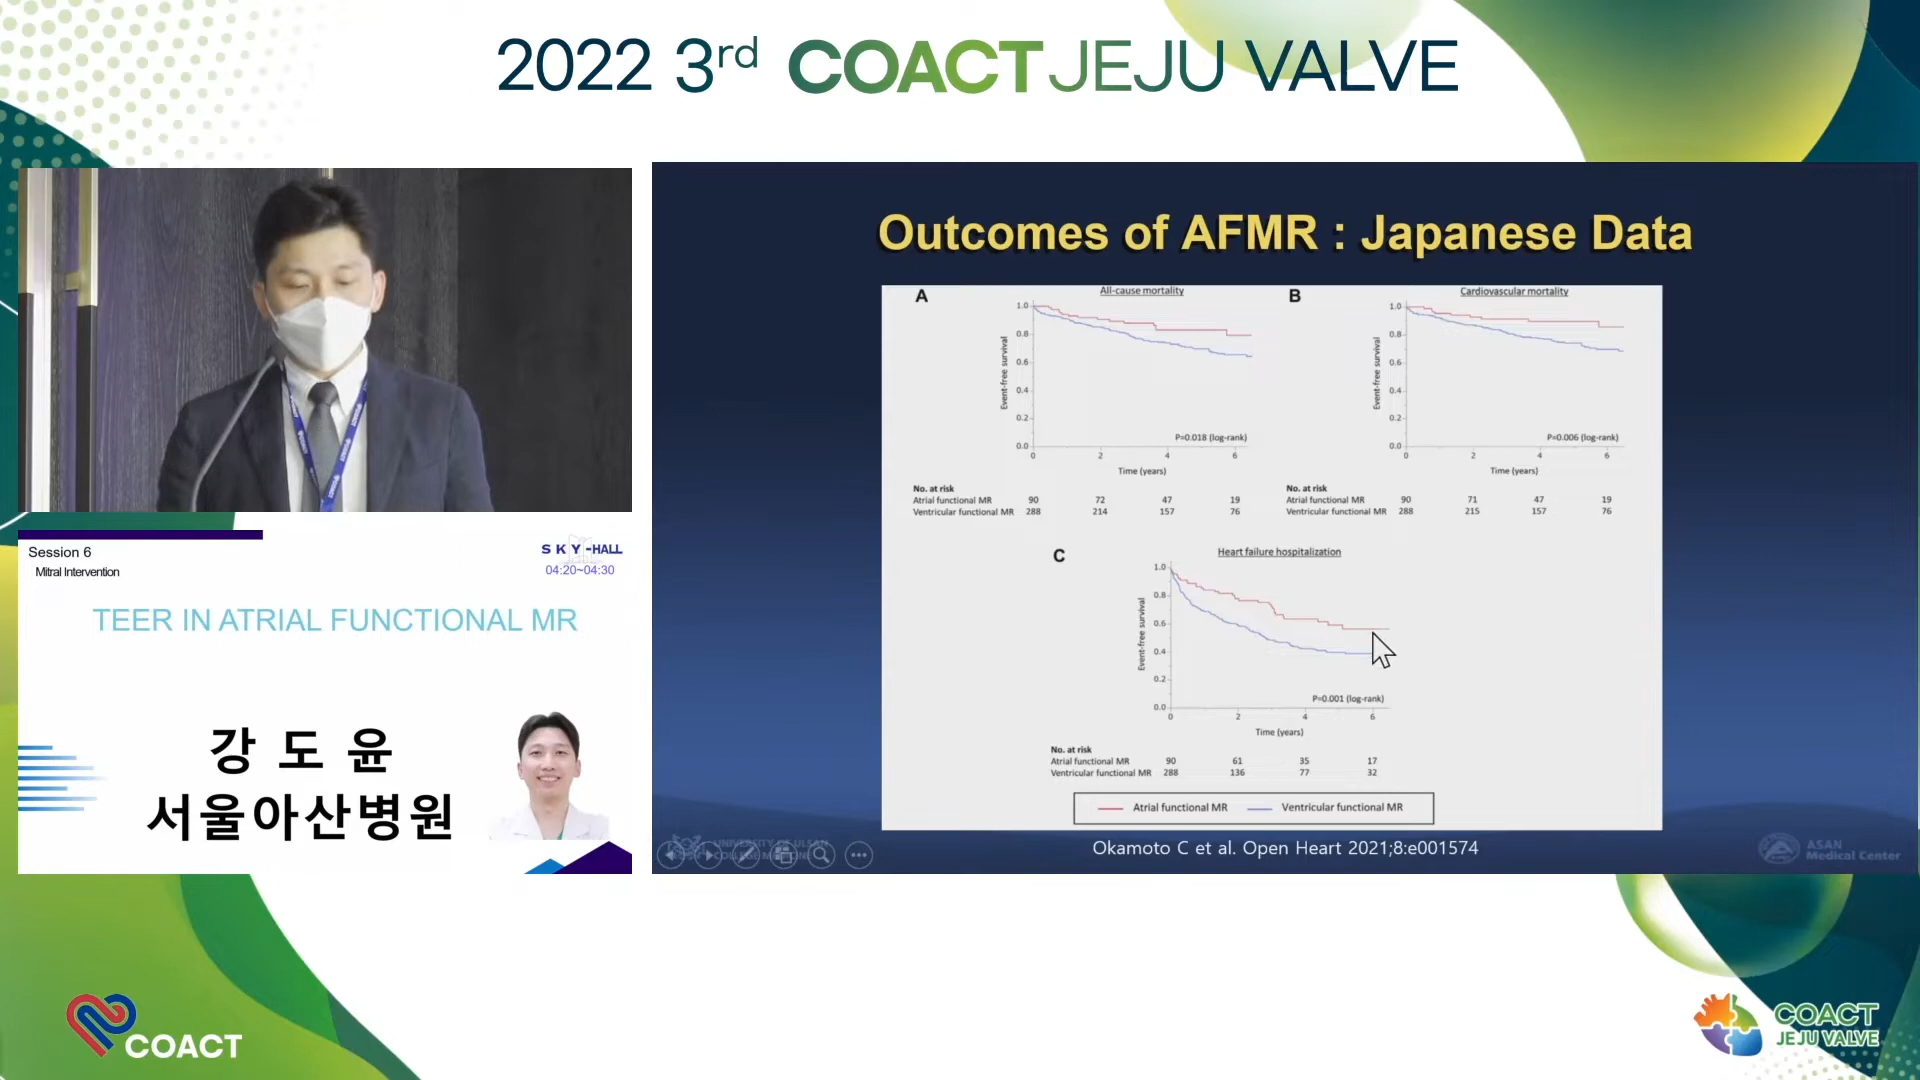 2022 3rd COACT JEJU VALVE
Session 6
Mitral Intervention
SKY-HALL
04:20~04:30
TEER IN ATRIAL FUNCTIONAL MR
강 도 윤
서울아산병원
Outcomes of AFMR : Japanese Data
A
All-cause mortality
Event-free survival
1.0
0.8
0.6
0.4
0.2
0.0
P=0.018 (log-rank)
0 2 4 6
Time (years)
No. at risk
Atrial functional MR 90 72 47 19
Ventricular functional MR 288 214 157 76
B
Cardiovascular mortality
Event-free survival
1.0
0.8
0.6
0.4
0.2
0.0
P=0.006 (log-rank)
0 2 4 6
Time (years)
No. at risk
Atrial functional MR 90 71 47 19
Ventricular functional MR 288 215 157 76
C
Heart failure hospitalization
Event-free survival
1.0
0.8
0.6
0.4
0.2
0.0
P=0.001 (log-rank)
0 2 4 6
Time (years)
No. at risk
Atrial functional MR 90 61 35 17
Ventricular functional MR 288 136 77 32
Atrial functional MR Ventricular functional MR
Okamoto C et al. Open Heart 2021;8:e001574
UNIVERSITY OF ULSAN
ASAN
Medical Center
COACT
COACT
JEJU VALVE